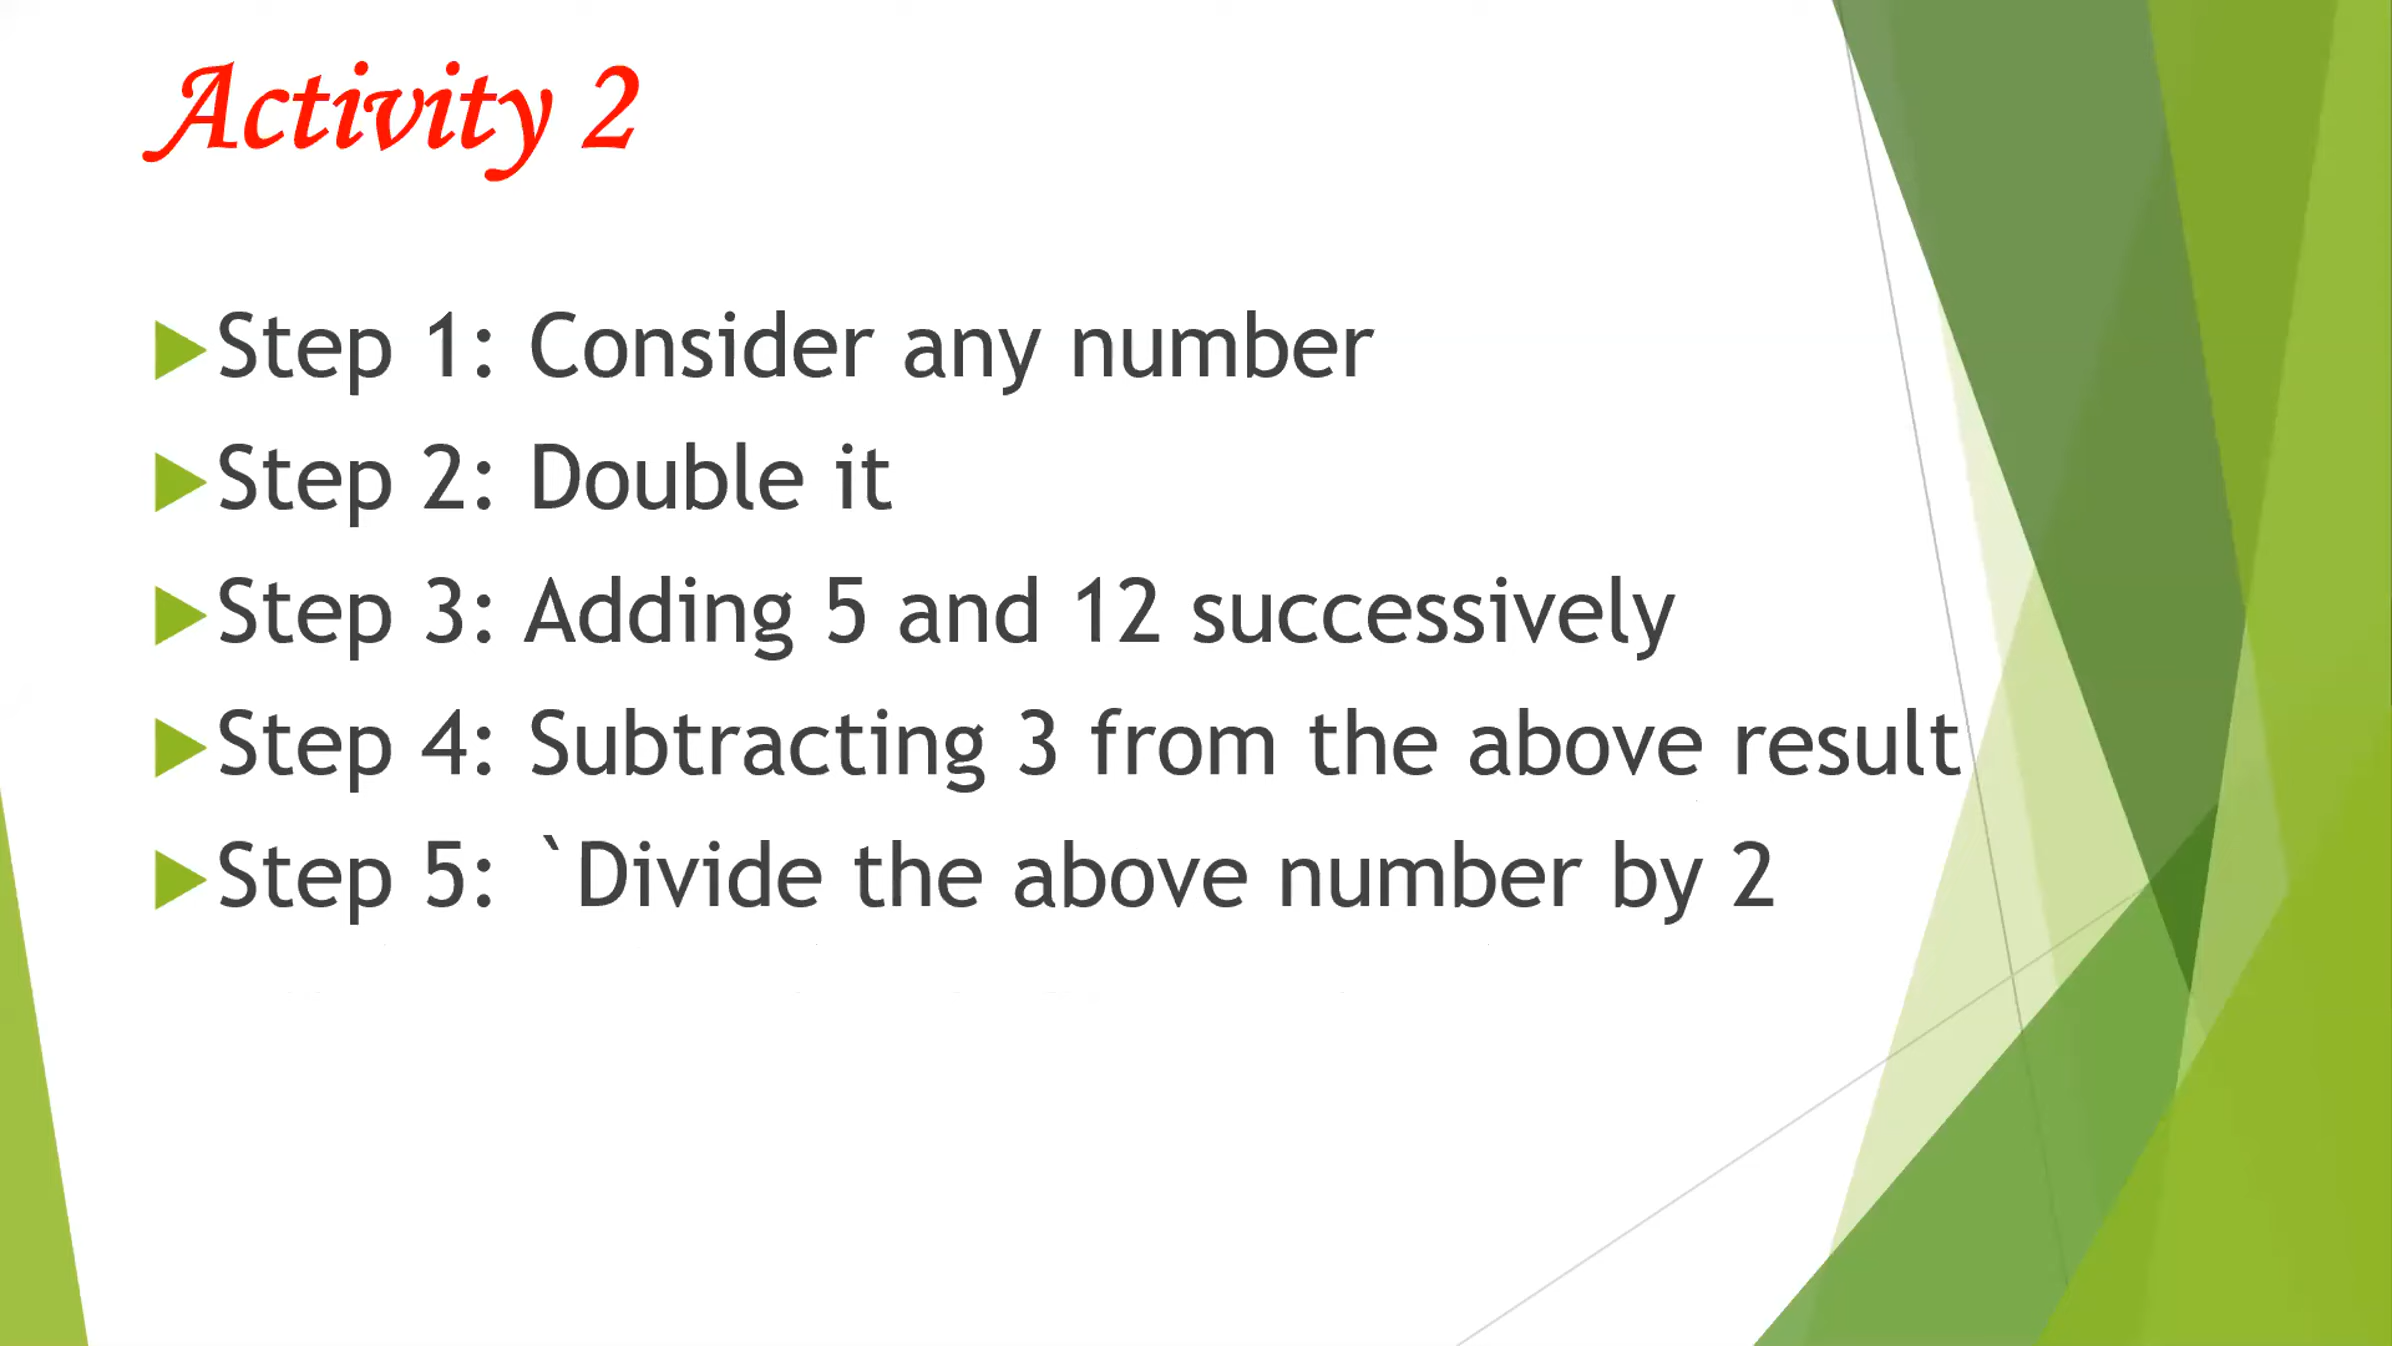 Activity 2
Step 1: Consider any number
Step 2: Double it
Step 3: Adding 5 and 12 successively
Step 4: Subtracting 3 from the above result
Step 5: `Divide the above number by 2